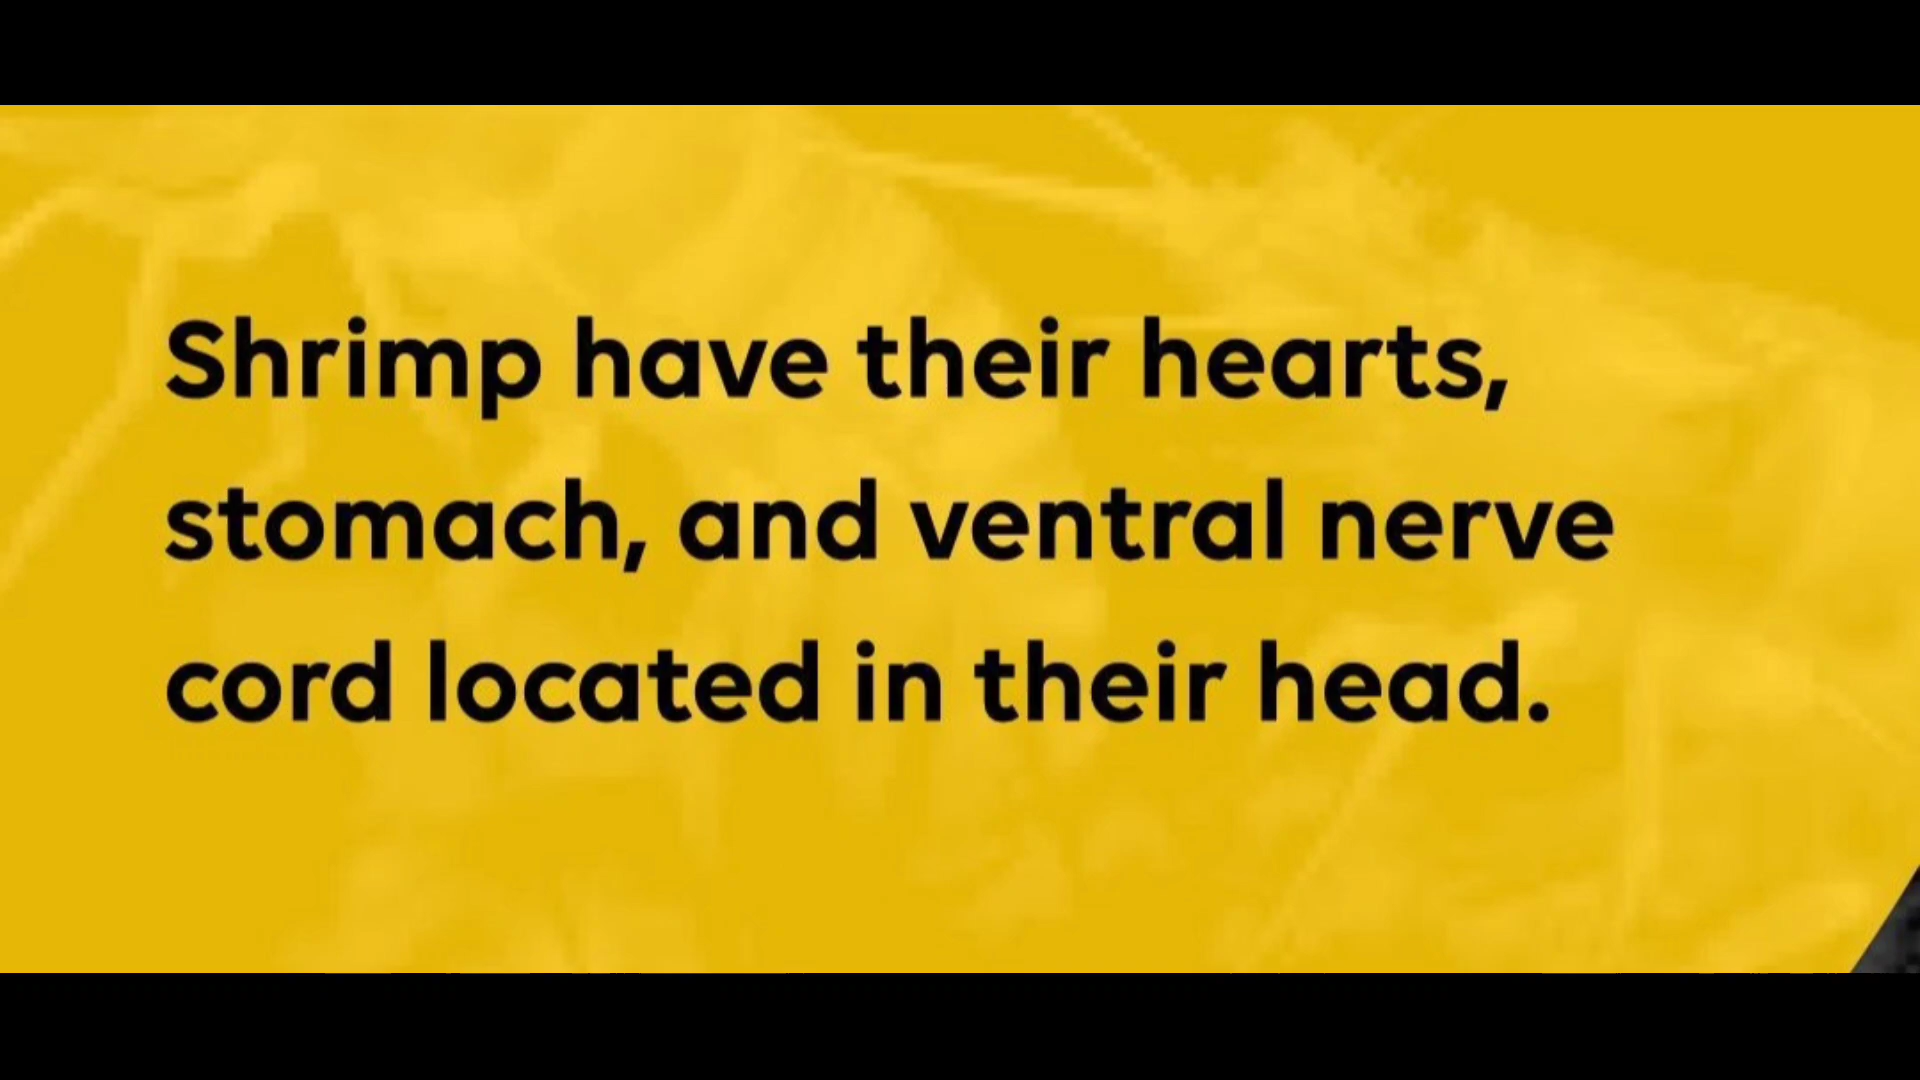 Shrimp have their hearts,
stomach, and ventral nerve
cord located in their head.